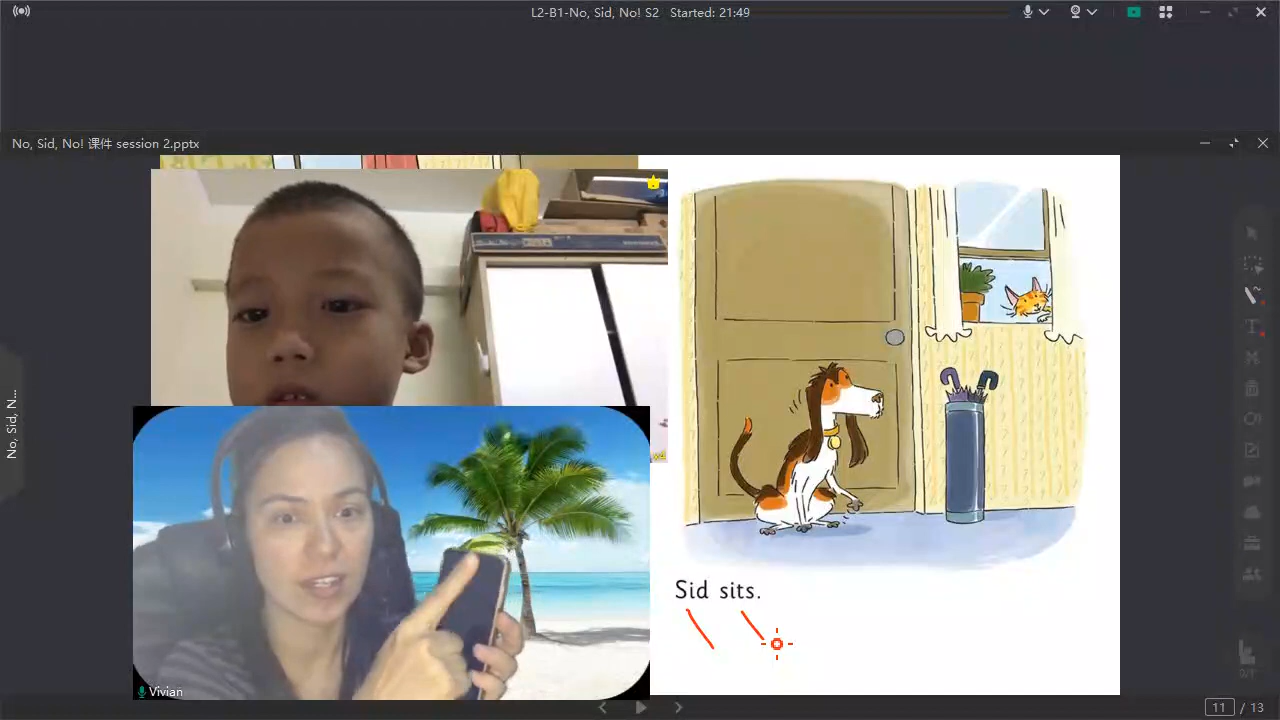 L2-B1-No, Sid, No! S2 Started: 21:49
No, Sid, No! 课件 session 2.pptx
No, Sid, N...
Sid sits.
Vivian
11 / 13